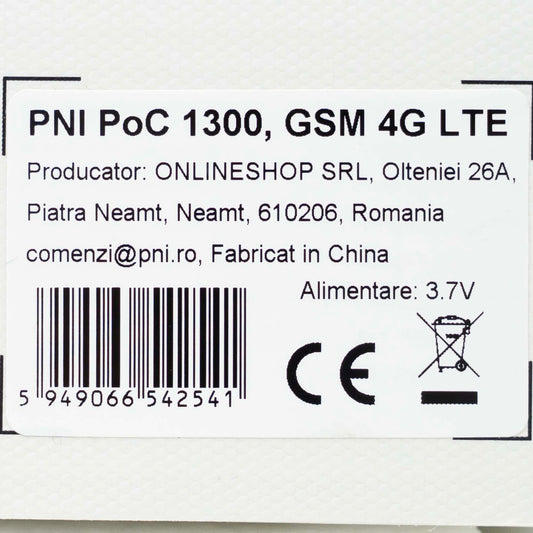 PNI PoC 1300, GSM 4G LTE
Producator: ONLINESHOP SRL, Olteniei 26A,
Piatra Neamt, Neamt, 610206, Romania
comenzi@pni.ro, Fabricat in China
Alimentare: 3.7V
CE
5 949066 542541